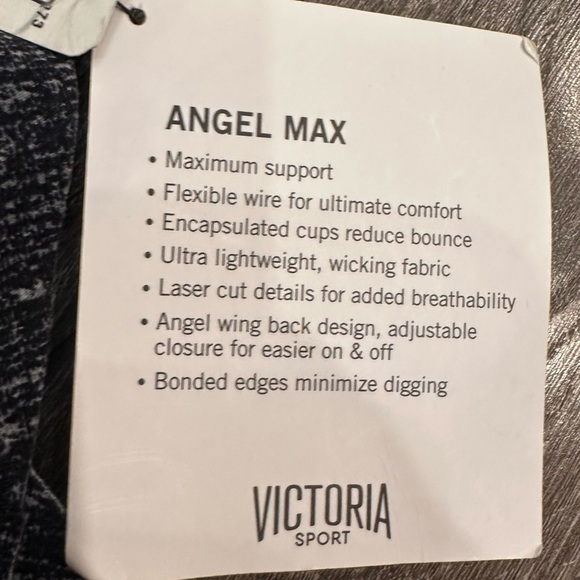 ANGEL MAX
• Maximum support
• Flexible wire for ultimate comfort
• Encapsulated cups reduce bounce
• Ultra lightweight, wicking fabric
• Laser cut details for added breathability
• Angel wing back design, adjustable
closure for easier on & off
• Bonded edges minimize digging
VICTORIA
SPORT